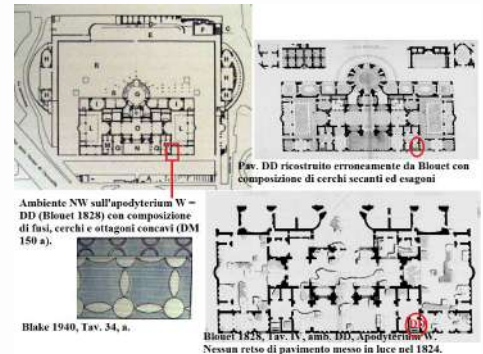 E
F
C
B
H
H
H
H
H
H
G
I
I
L
O
L
Q
N
Q
A
Pav. DD ricostruito erroneamente da Blouet con
composizione di cerchi secanti ed esagoni
Ambiente NW sull'apodyterium W =
DD (Blouet 1828) con composizione
di fusi, cerchi e ottagoni concavi (DM
150 a).
Blake 1940, Tav. 34, a.
DD
Blouet 1828, Tav. IV, amb. DD, Apodyterium W.
Nessun retso di pavimento messo in luce nel 1824.